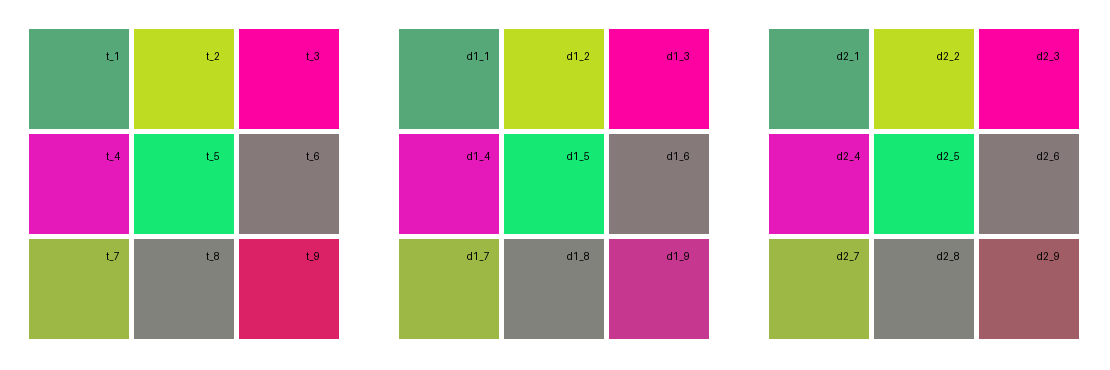 t_1 t_2 t_3 d1_1 d1_2 d1_3 d2_1 d2_2 d2_3
t_4 t_5 t_6 d1_4 d1_5 d1_6 d2_4 d2_5 d2_6
t_7 t_8 t_9 d1_7 d1_8 d1_9 d2_7 d2_8 d2_9